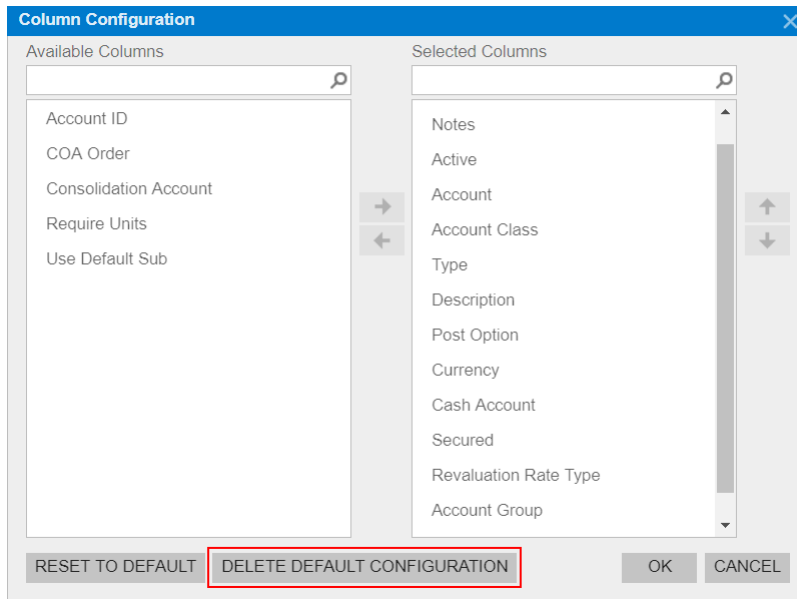 Column Configuration
Available Columns
Account ID
COA Order
Consolidation Account
Require Units
Use Default Sub
Selected Columns
Notes
Active
Account
Account Class
Type
Description
Post Option
Currency
Cash Account
Secured
Revaluation Rate Type
Account Group
RESET TO DEFAULT
DELETE DEFAULT CONFIGURATION
OK
CANCEL